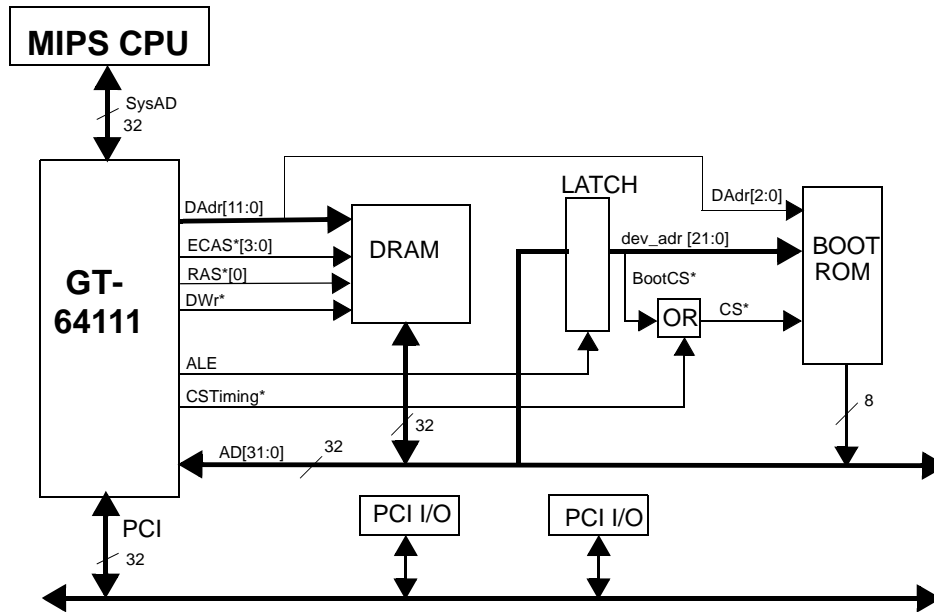 MIPS CPU
SysAD
32
GT-
64111
DAdr[11:0]
ECAS*[3:0]
RAS*[0]
DWr*
ALE
CSTiming*
AD[31:0]
32
DRAM
32
LATCH
dev_adr [21:0]
BootCS*
OR
CS*
DAdr[2:0]
BOOT
ROM
8
PCI
32
PCI I/O
PCI I/O